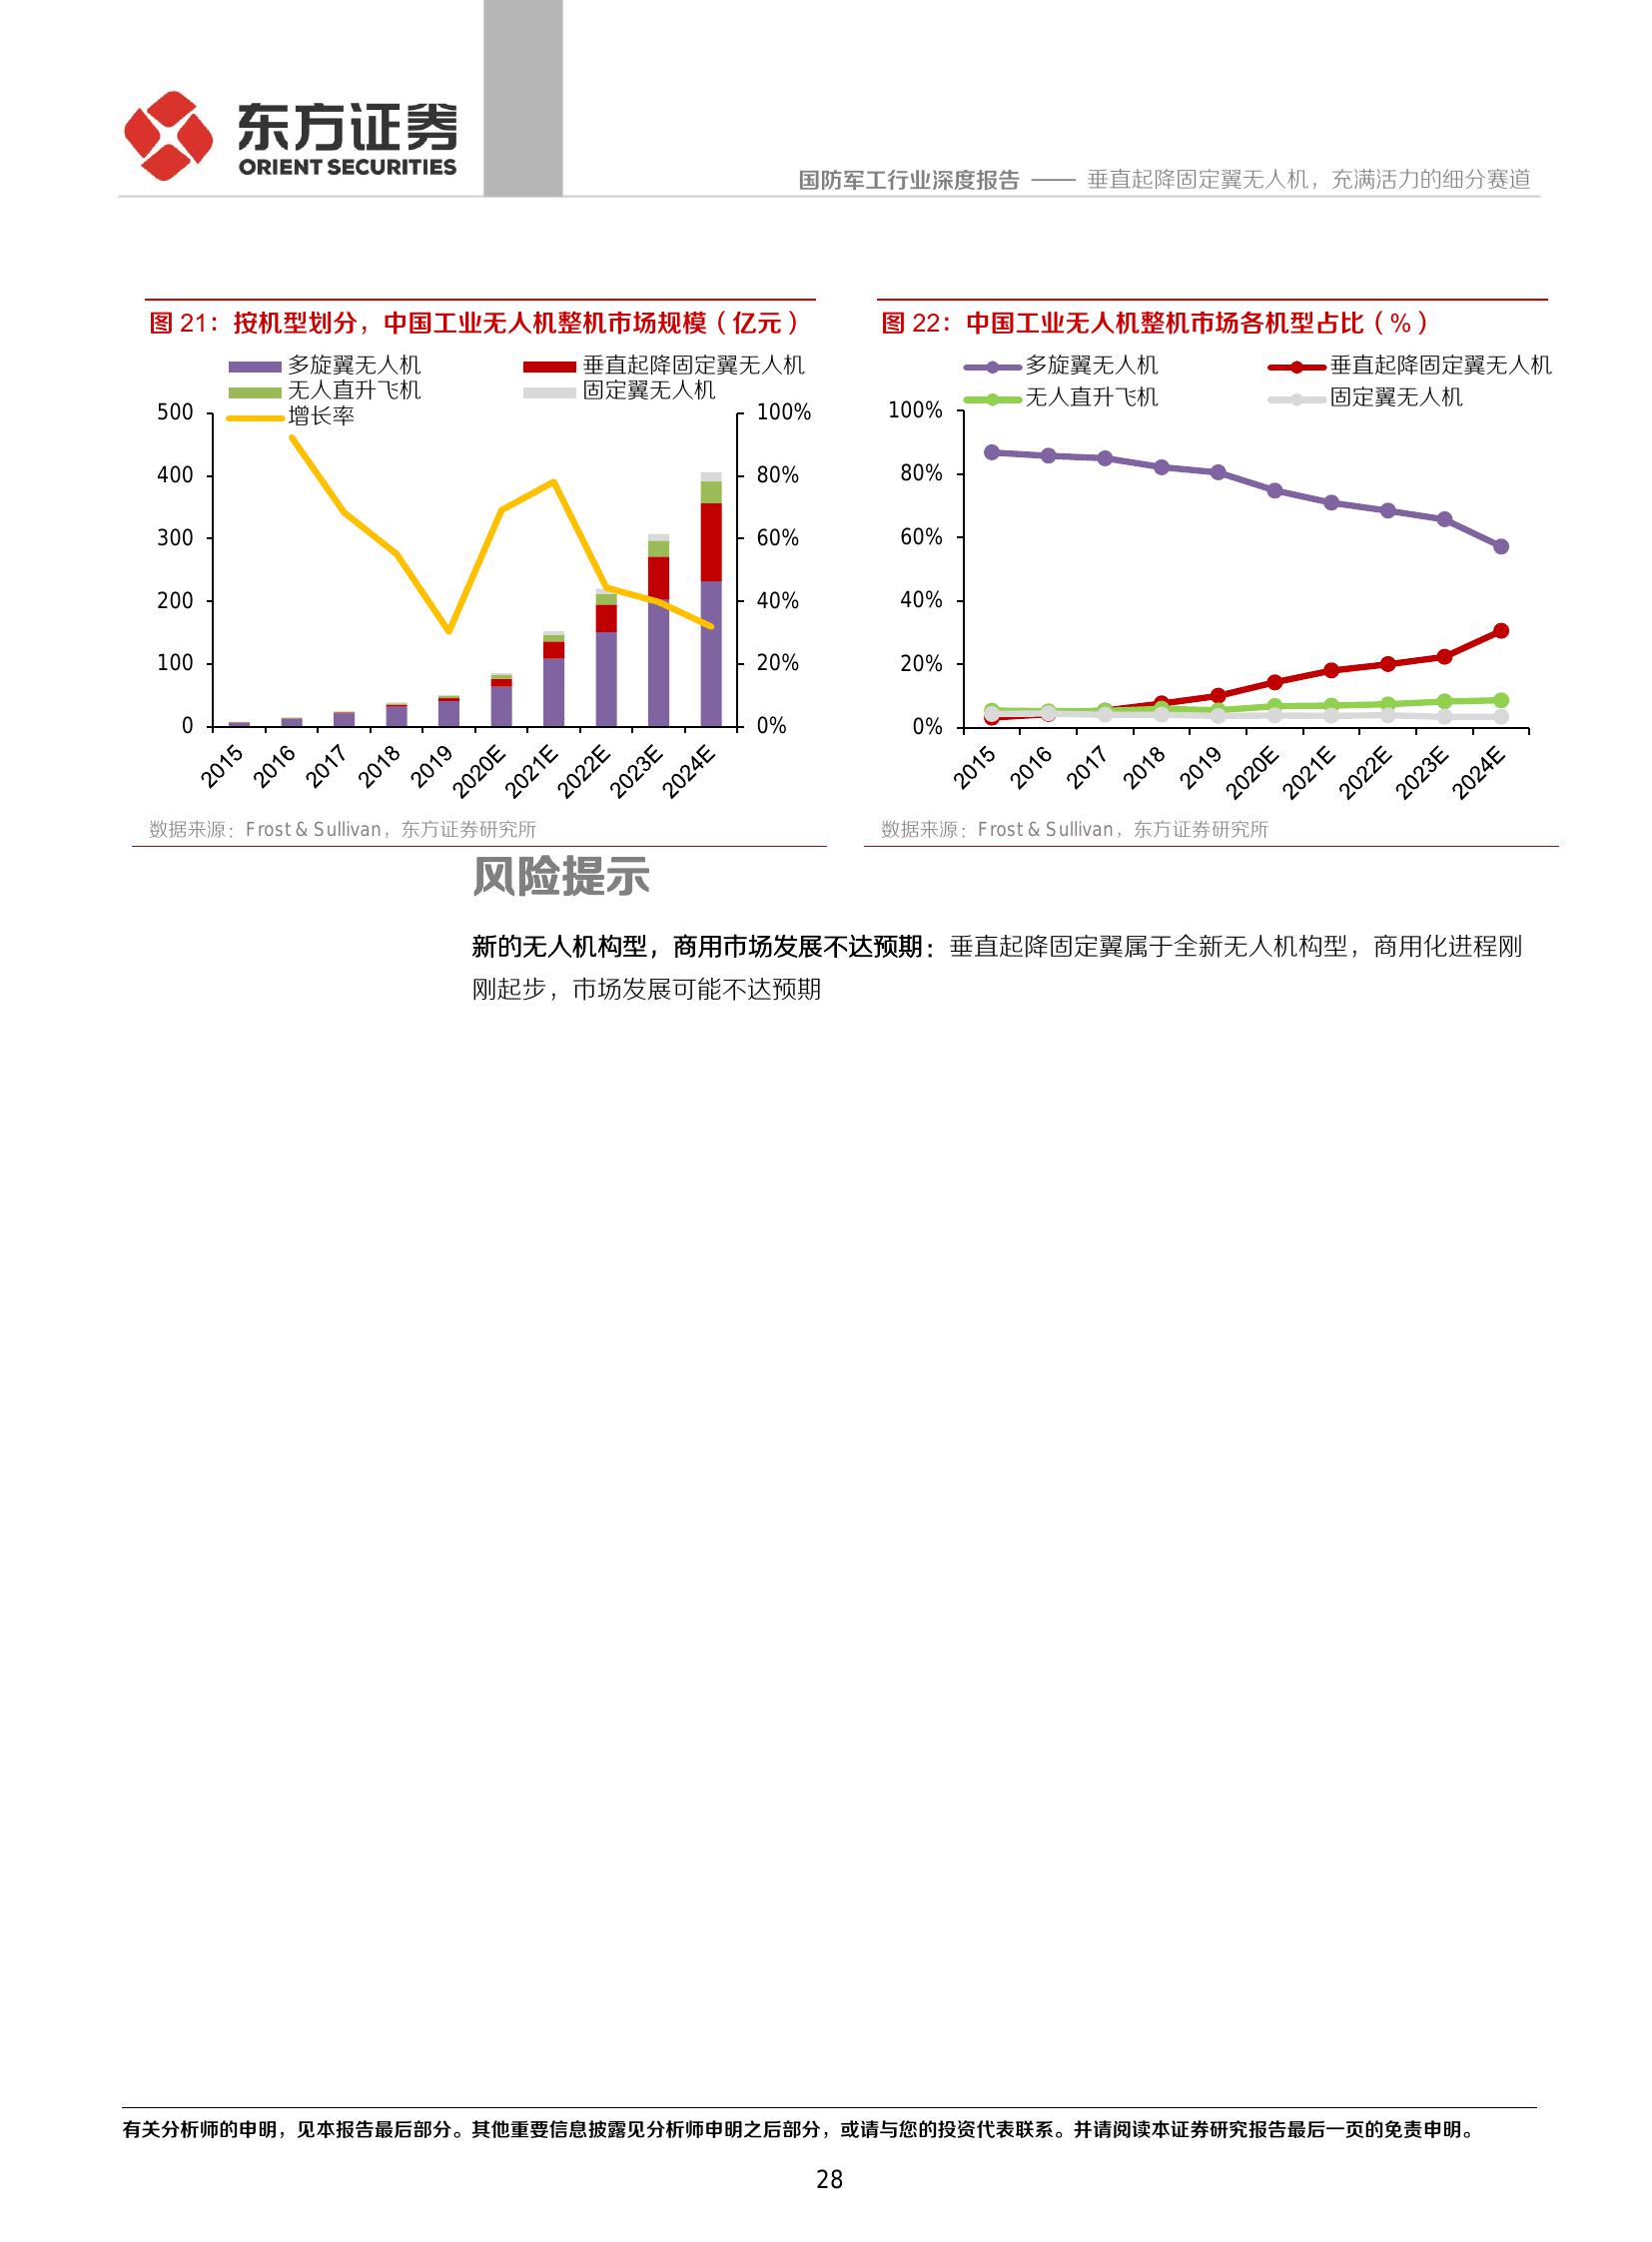 东方证券
ORIENT SECURITIES
国防军工行业深度报告 —— 垂直起降固定翼无人机，充满活力的细分赛道
图 21：按机型划分，中国工业无人机整机市场规模（亿元）
多旋翼无人机
垂直起降固定翼无人机
无人直升飞机
固定翼无人机
增长率
500
400
300
200
100
0
100%
80%
60%
40%
20%
0%
2015
2016
2017
2018
2019
2020E
2021E
2022E
2023E
2024E
数据来源：Frost & Sullivan，东方证券研究所
图 22：中国工业无人机整机市场各机型占比（%）
多旋翼无人机
垂直起降固定翼无人机
无人直升飞机
固定翼无人机
100%
80%
60%
40%
20%
0%
2015
2016
2017
2018
2019
2020E
2021E
2022E
2023E
2024E
数据来源：Frost & Sullivan，东方证券研究所
风险提示
新的无人机构型，商用市场发展不达预期：垂直起降固定翼属于全新无人机构型，商用化进程刚
刚起步，市场发展可能不达预期
有关分析师的申明，见本报告最后部分。其他重要信息披露见分析师申明之后部分，或请与您的投资代表联系。并请阅读本证券研究报告最后一页的免责申明。
28